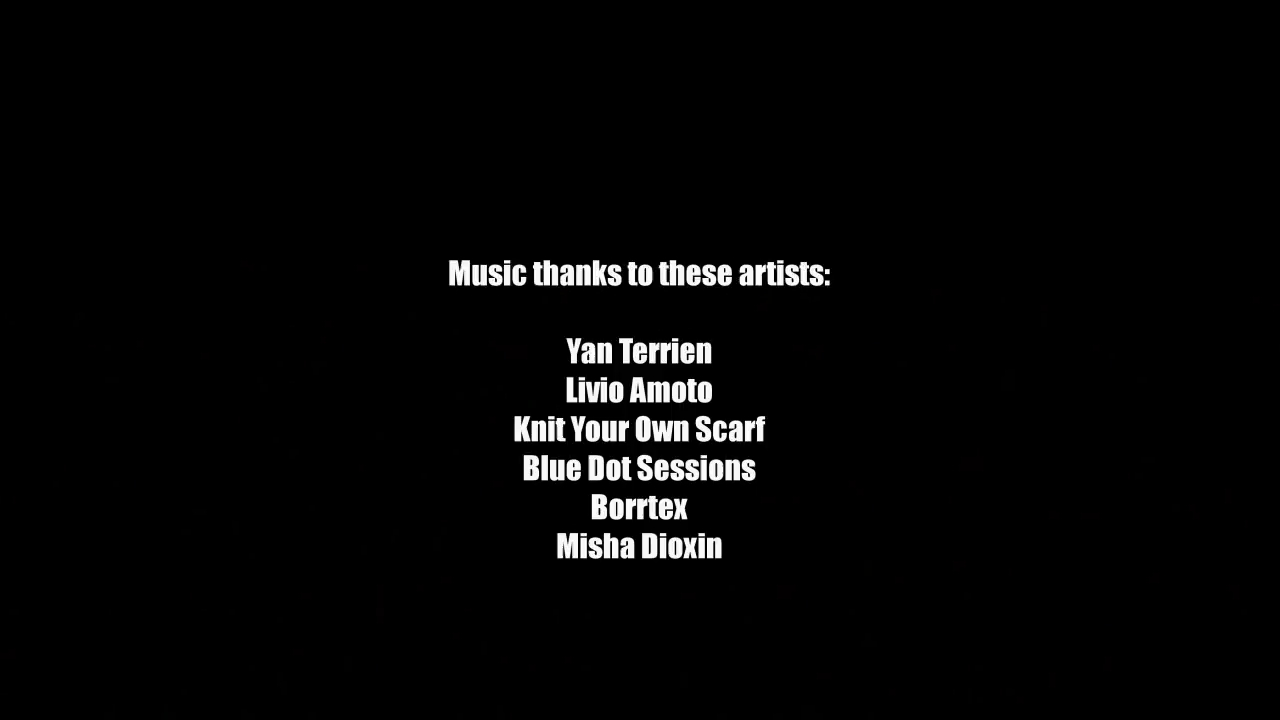 Music thanks to these artists:
Yan Terrien
Livio Amoto
Knit Your Own Scarf
Blue Dot Sessions
Borrtex
Misha Dioxin